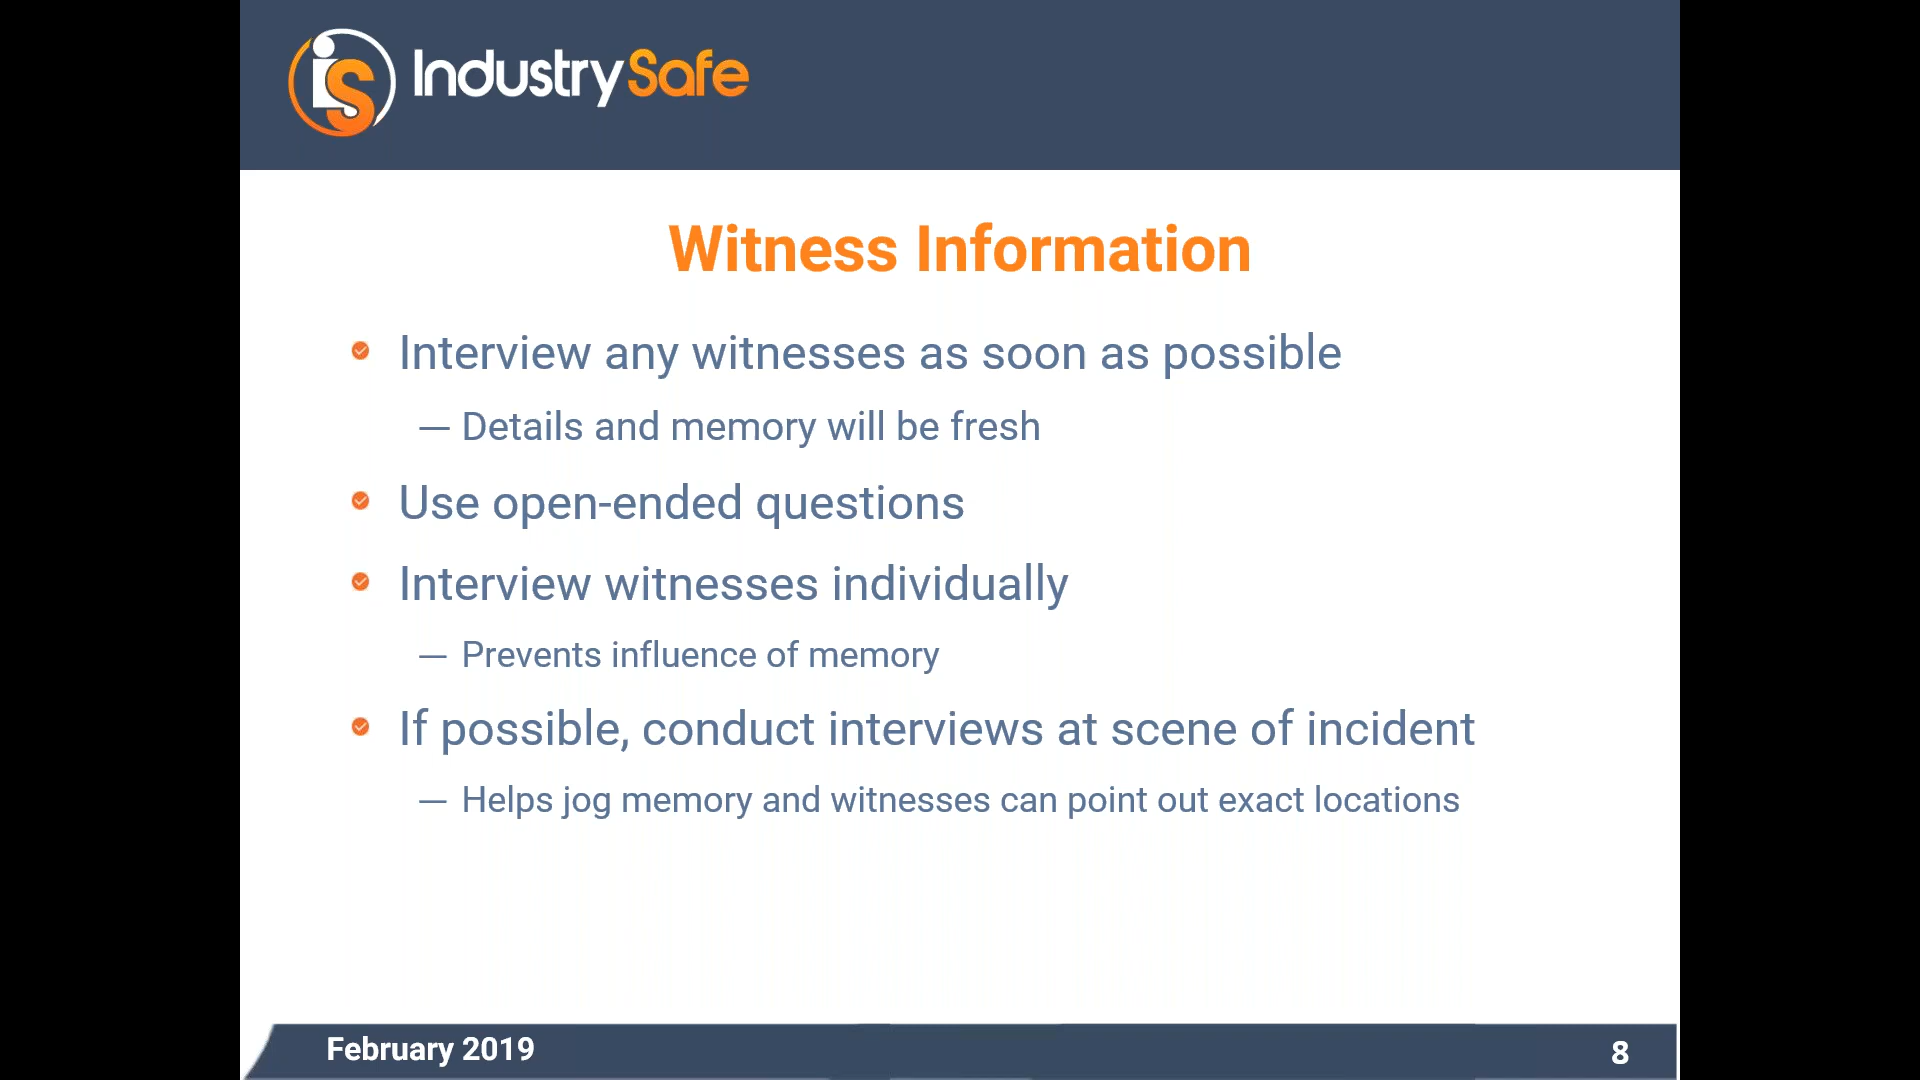 IndustrySafe
Witness Information
Interview any witnesses as soon as possible
— Details and memory will be fresh
Use open-ended questions
Interview witnesses individually
— Prevents influence of memory
If possible, conduct interviews at scene of incident
— Helps jog memory and witnesses can point out exact locations
February 2019
8